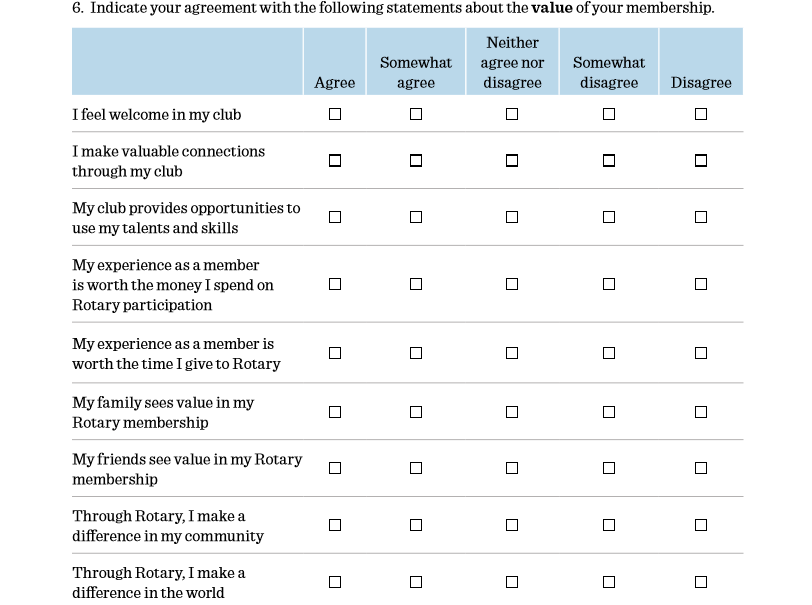 6. Indicate your agreement with the following statements about the value of your membership.
Agree
Somewhat
agree
Neither
agree nor
disagree
Somewhat
disagree
Disagree
I feel welcome in my club
I make valuable connections
through my club
My club provides opportunities to
use my talents and skills
My experience as a member
is worth the money I spend on
Rotary participation
My experience as a member is
worth the time I give to Rotary
My family sees value in my
Rotary membership
My friends see value in my Rotary
membership
Through Rotary, I make a
difference in my community
Through Rotary, I make a
difference in the world